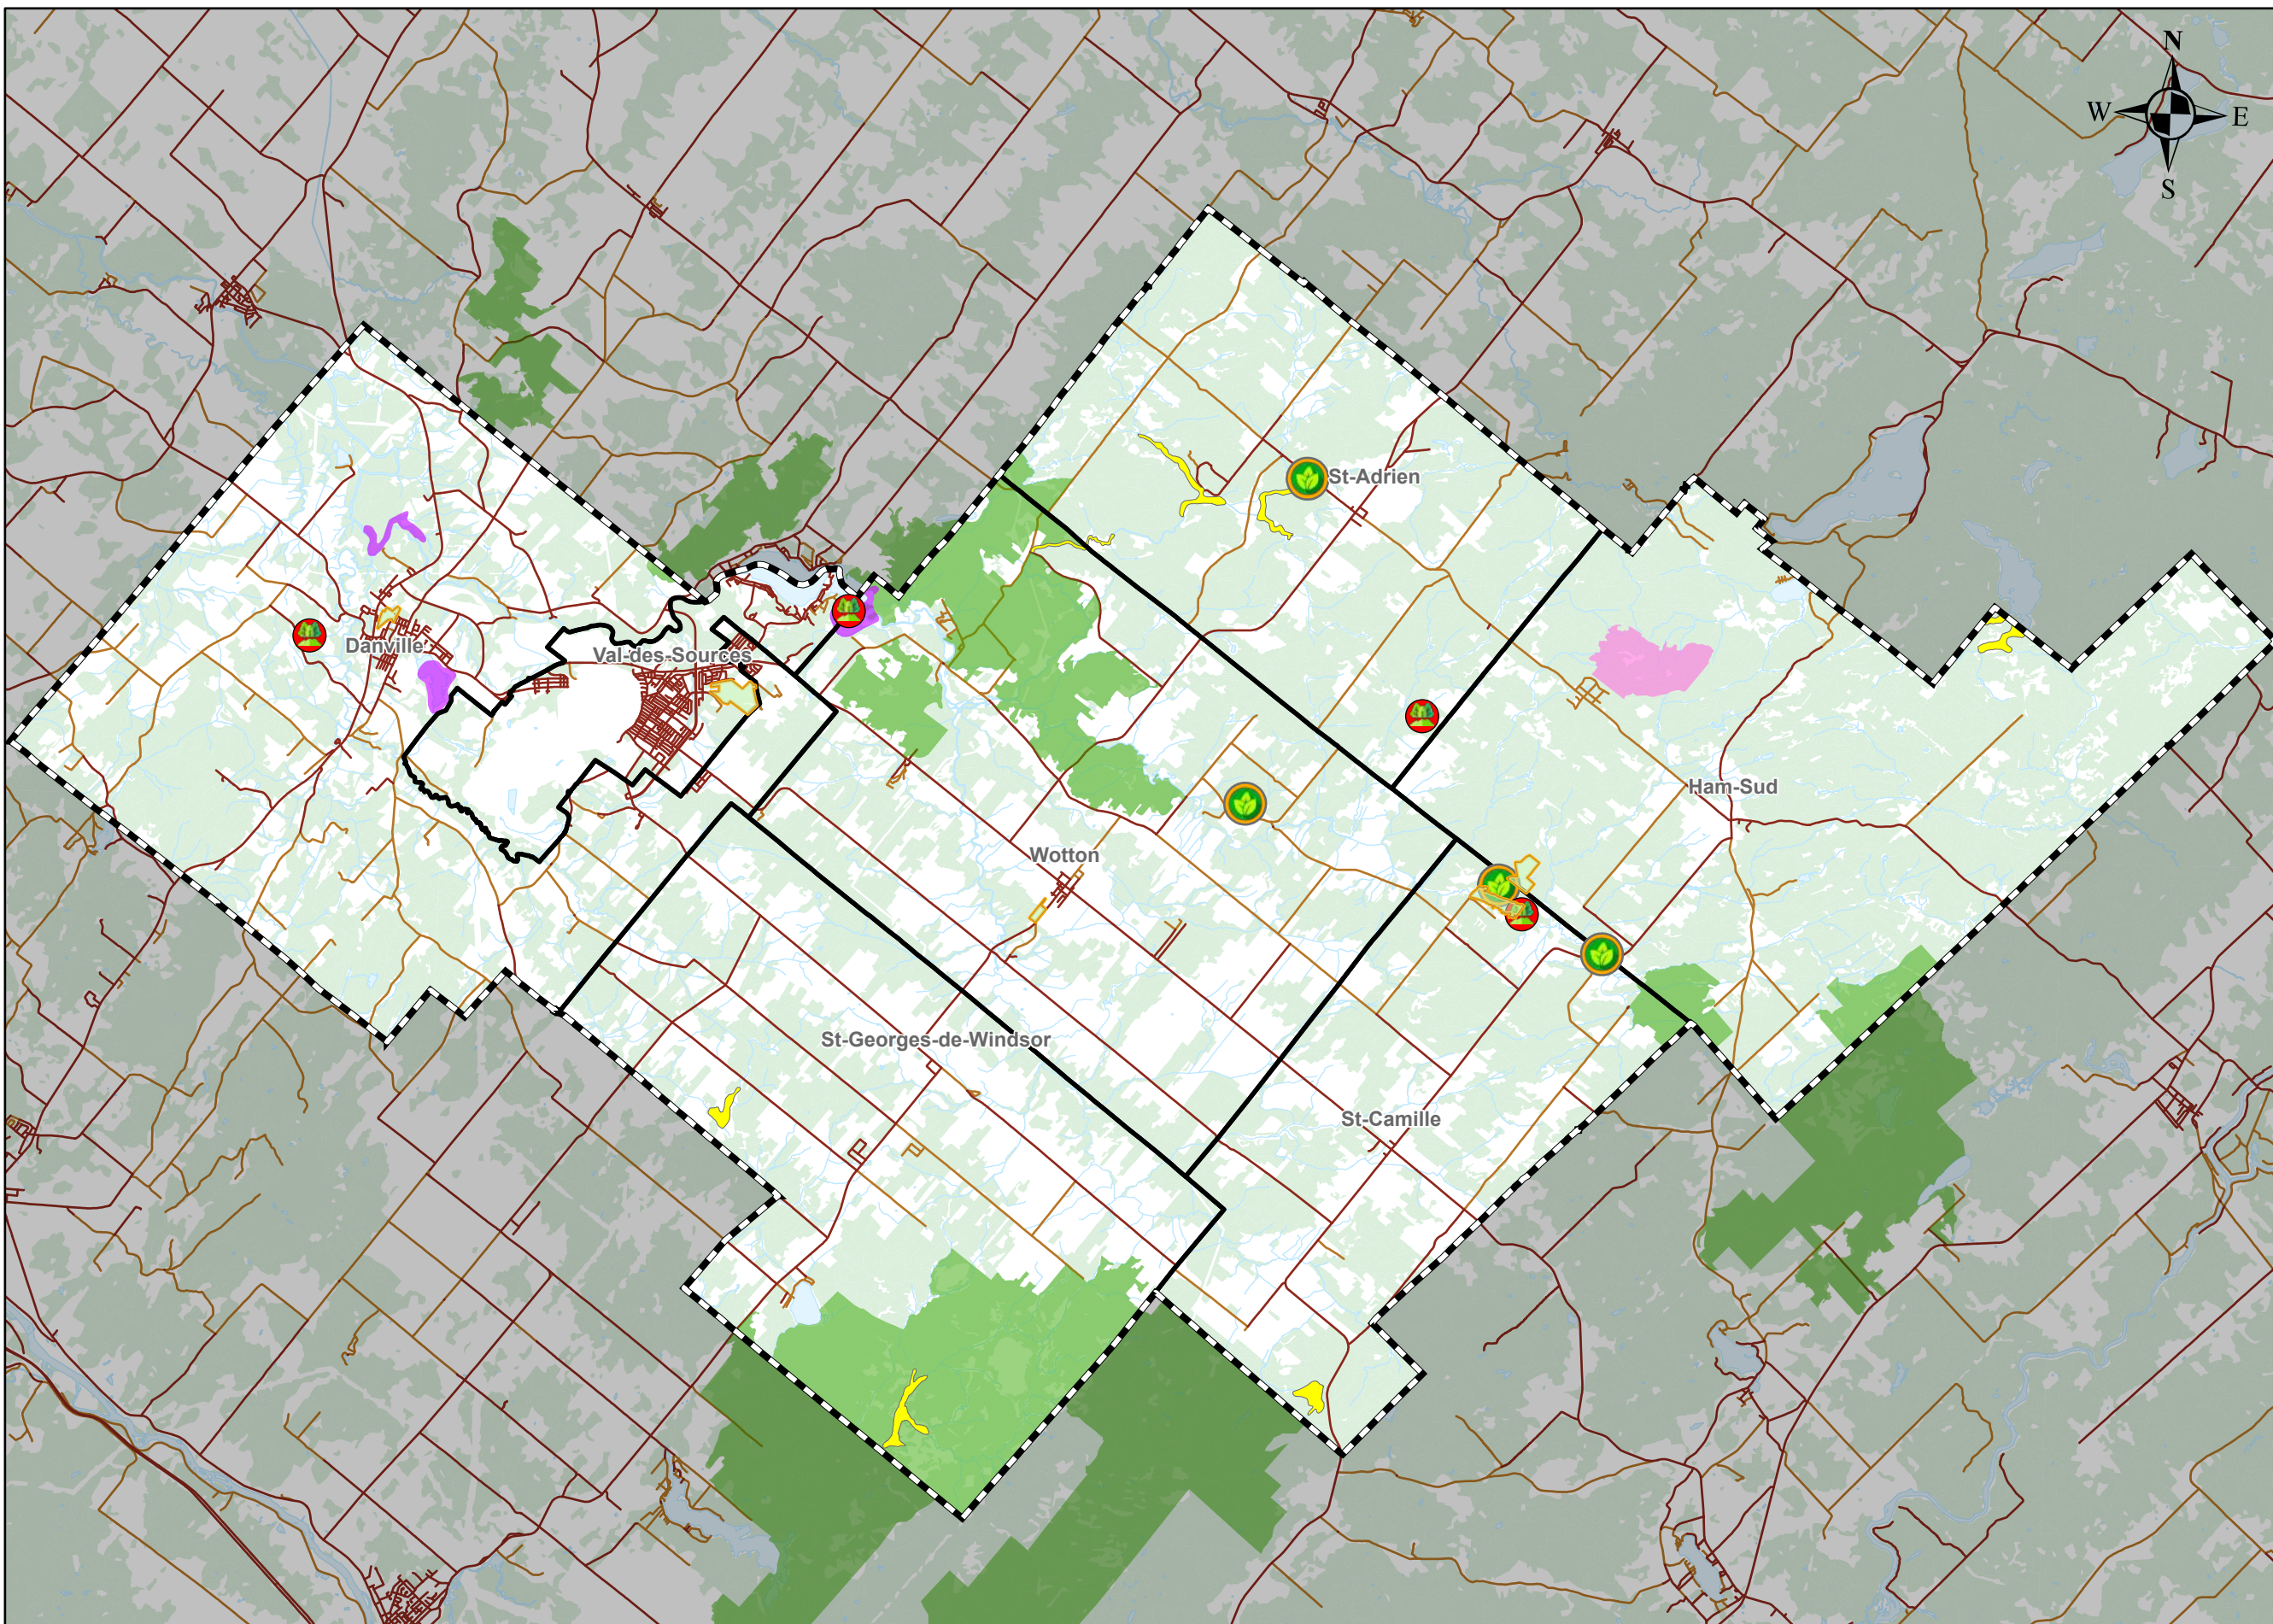 N
W
E
S
St-Adrien
Danville
Val-des-Sources
Ham-Sud
Wotton
St-Georges-de-Windsor
St-Camille